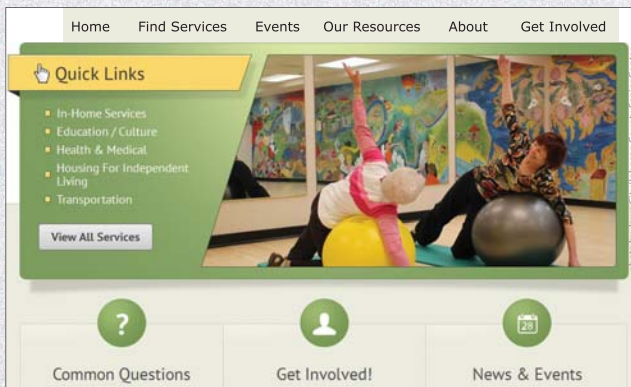 Home Find Services Events Our Resources About Get Involved
Quick Links
In-Home Services
Education / Culture
Health & Medical
Housing For Independent
Living
Transportation
View All Services
?
28
Common Questions Get Involved! News & Events